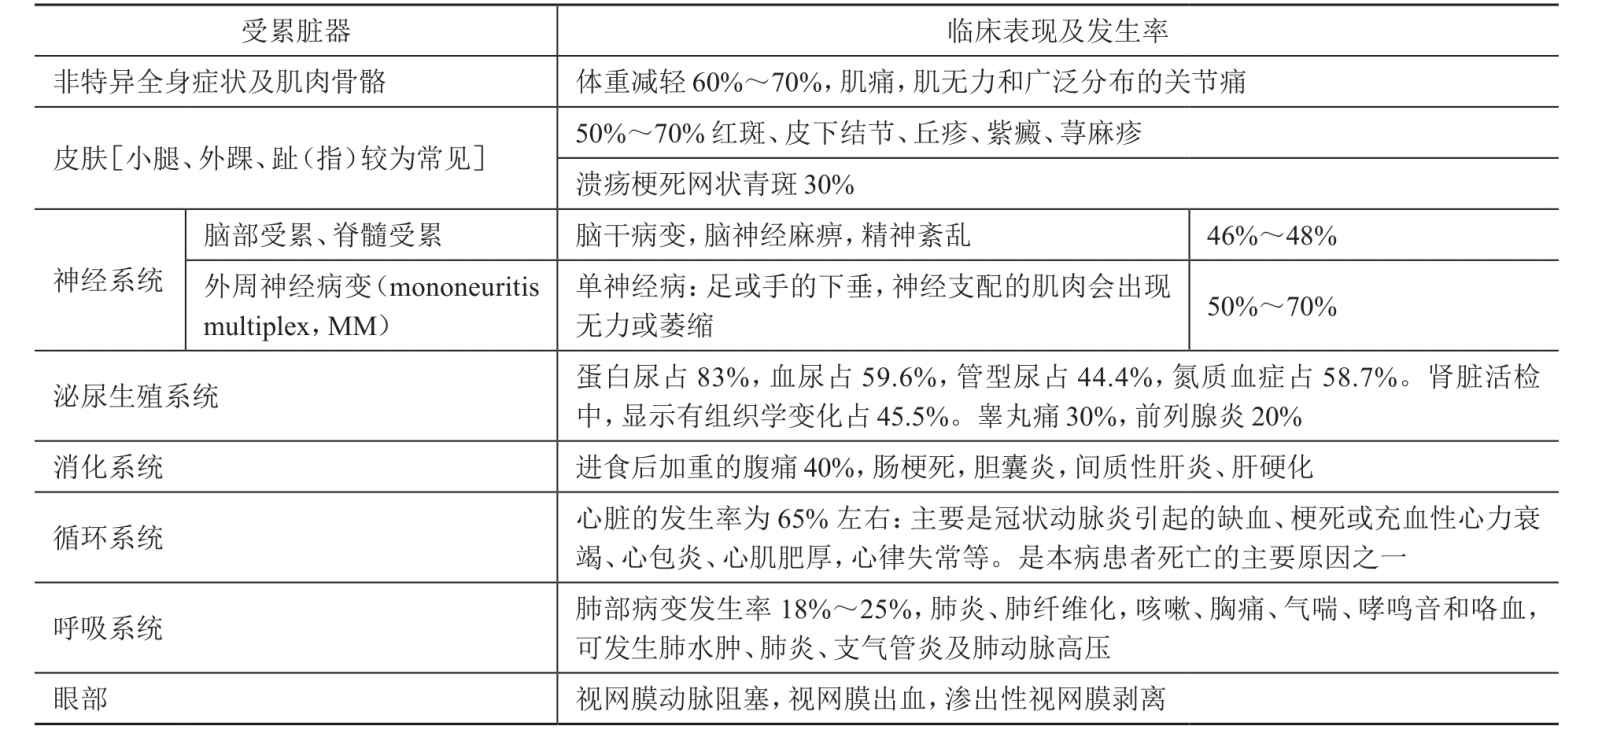 受累脏器
临床表现及发生率
非特异全身症状及肌肉骨骼
体重减轻 60%～70%，肌痛，肌无力和广泛分布的关节痛
皮肤［小腿、外踝、趾（指）较为常见］
50%～70% 红斑、皮下结节、丘疹、紫癜、荨麻疹
溃疡梗死网状青斑 30%
神经系统
脑部受累、脊髓受累
脑干病变，脑神经麻痹，精神紊乱
46%～48%
外周神经病变（mononeuritis
multiplex，MM）
单神经病：足或手的下垂，神经支配的肌肉会出现
无力或萎缩
50%～70%
泌尿生殖系统
蛋白尿占 83%，血尿占 59.6%，管型尿占 44.4%，氮质血症占 58.7%。肾脏活检
中，显示有组织学变化占 45.5%。睾丸痛 30%，前列腺炎 20%
消化系统
进食后加重的腹痛 40%，肠梗死，胆囊炎，间质性肝炎、肝硬化
循环系统
心脏的发生率为 65% 左右：主要是冠状动脉炎引起的缺血、梗死或充血性心力衰
竭、心包炎、心肌肥厚，心律失常等。是本病患者死亡的主要原因之一
呼吸系统
肺部病变发生率 18%～25%，肺炎、肺纤维化，咳嗽、胸痛、气喘、哮鸣音和咯血，
可发生肺水肿、肺炎、支气管炎及肺动脉高压
眼部
视网膜动脉阻塞，视网膜出血，渗出性视网膜剥离